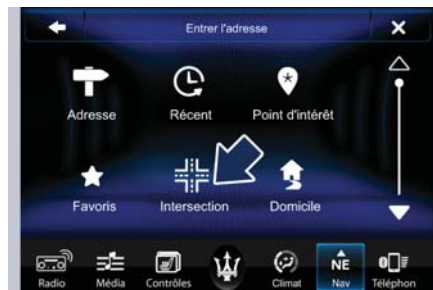 Entrer l'adresse
Adresse Récent Point d'intérêt
Favoris Intersection Domicile
NE
Radio Média Contrôles Climat Nav Téléphon